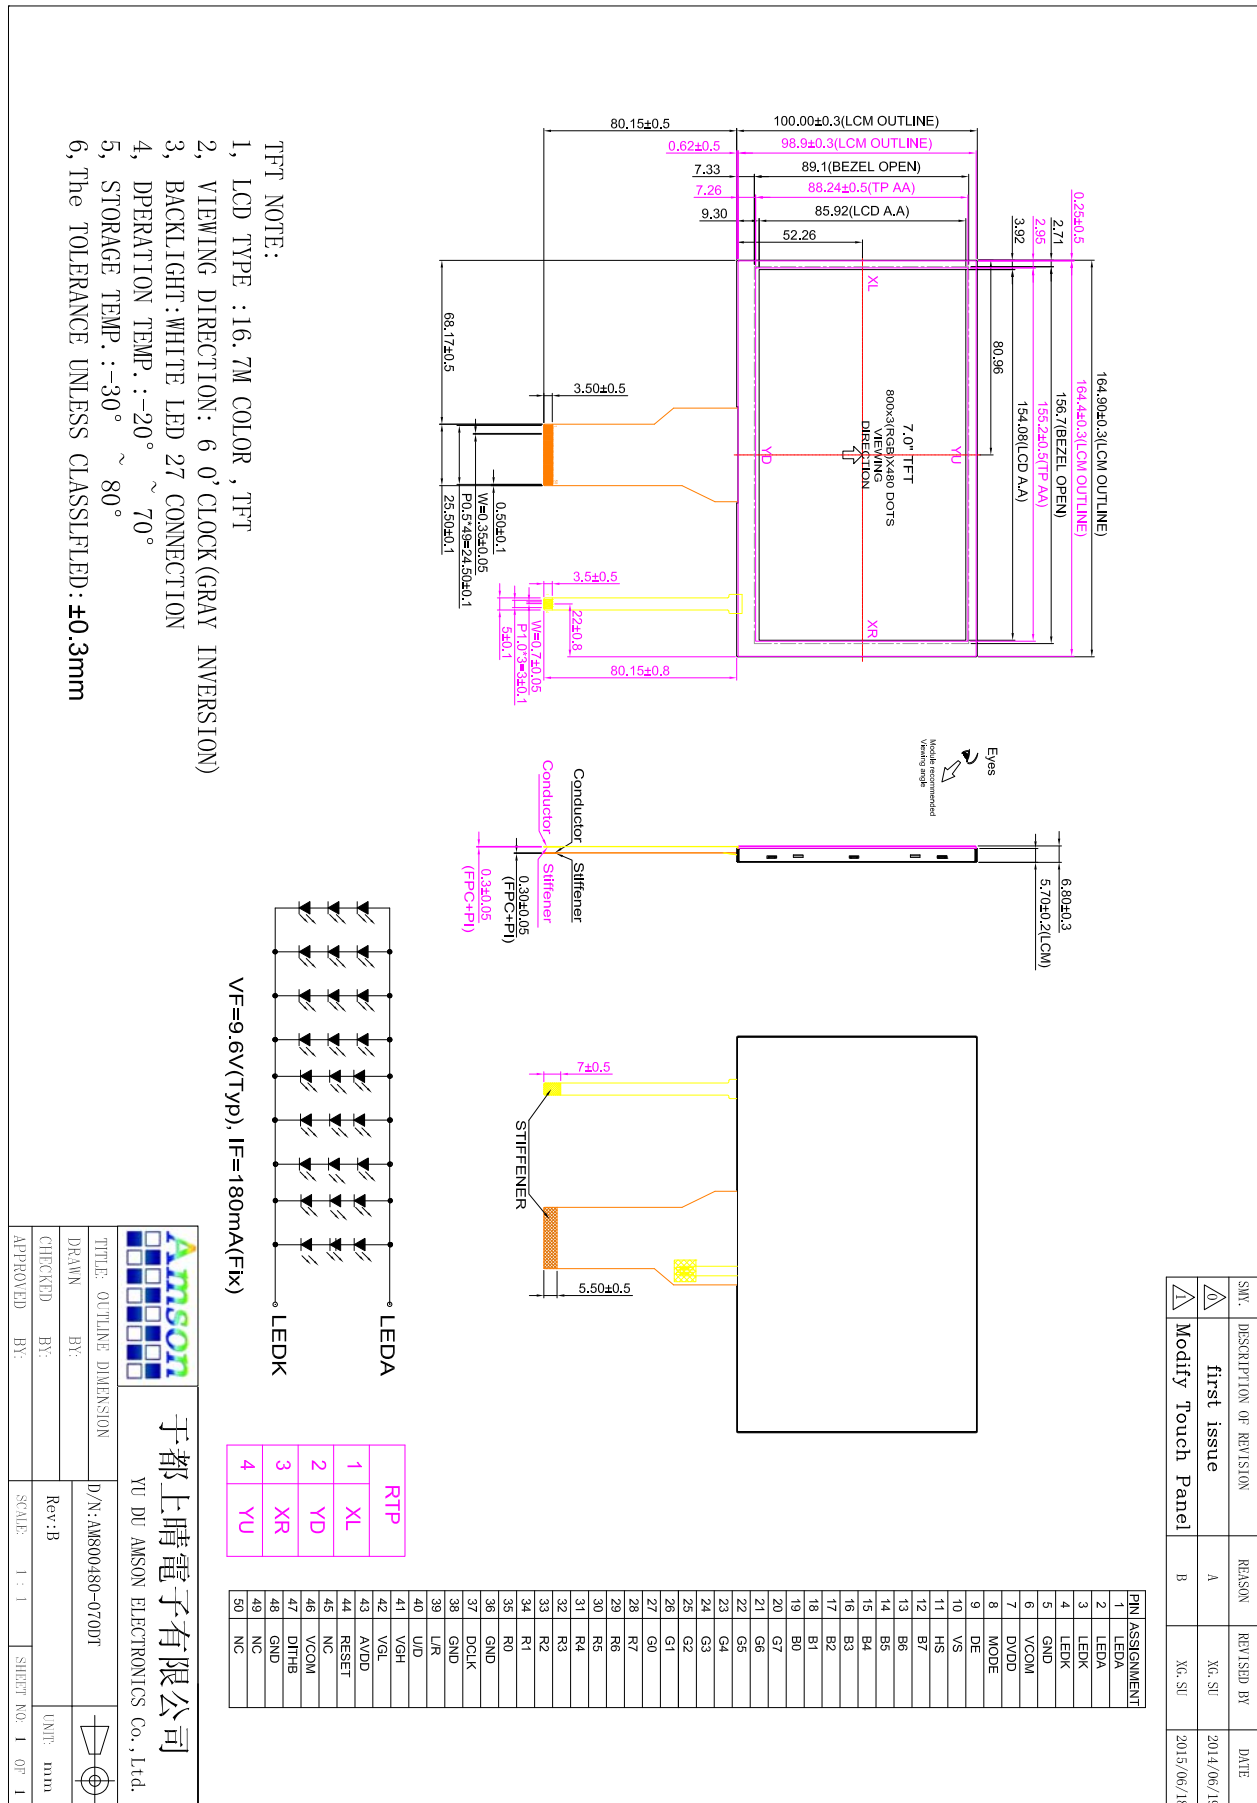 SMY. DESCRIPTION OF REVISION REASON REVISED BY DATE
0 first issue A XG.SU 2014/06/19
1 Modify Touch Panel B XG.SU 2015/06/18
164.90±0.3(LCM OUTLINE)
164.4±0.3(LCM OUTLINE)
156.7(BEZEL OPEN)
155.2±0.5(TP AA)
154.08(LCD A.A)
80.96
0.25±0.5
2.71
2.95
3.92
100.00±0.3(LCM OUTLINE)
98.9±0.3(LCM OUTLINE)
89.1(BEZEL OPEN)
88.24±0.5(TP AA)
85.92(LCD A.A)
52.26
80.15±0.5
0.62±0.5
7.33
7.26
9.30
XL
YU
XR
YD
7.0" TFT
800x3(RGB)X480 DOTS
VIEWING
DIRECTION
68.17±0.5
3.50±0.5
0.50±0.1
W=0.35±0.05
P0.5*49=24.50±0.1
25.50±0.1
3.5±0.5
22±0.8
W=0.7±0.05
P1.0*3=3±0.1
5±0.1
80.15±0.8
Eyes
Module recommended
Viewing angle
6.80±0.3
5.70±0.2(LCM)
Conductor
Stiffener
Conductor
Stiffener
0.30±0.05
(FPC+PI)
0.3±0.05
(FPC+PI)
7±0.5
STIFFENER
5.50±0.5
PIN ASSIGNMENT
1 LEDA
2 LEDA
3 LEDK
4 LEDK
5 GND
6 VCOM
7 DVDD
8 MODE
9 DE
10 VS
11 HS
12 B7
13 B6
14 B5
15 B4
16 B3
17 B2
18 B1
19 B0
20 G7
21 G6
22 G5
23 G4
24 G3
25 G2
26 G1
27 G0
28 R7
29 R6
30 R5
31 R4
32 R3
33 R2
34 R1
35 R0
36 GND
37 DCLK
38 GND
39 L/R
40 U/D
41 VGH
42 VGL
43 AVDD
44 RESET
45 NC
46 VCOM
47 DITHB
48 GND
49 NC
50 NC
RTP
1 XL
2 YD
3 XR
4 YU
LEDA
LEDK
VF=9.6V(Typ), IF=180mA(Fix)
TFT NOTE:
1, LCD TYPE :16.7M COLOR ,TFT
2, VIEWING DIRECTION: 6 O'CLOCK(GRAY INVERSION)
3, BACKLIGHT:WHITE LED 27 CONNECTION
4, DPERATION TEMP.:-20° ~ 70°
5, STORAGE TEMP.:-30° ~ 80°
6,The TOLERANCE UNLESS CLASSLFLED:±0.3mm
Amson
于都上晴電子有限公司
YU DU AMSON ELECTRONICS Co.,Ltd.
TITLE: OUTLINE DIMENSION
D/N:AM800480-070DT
DRAWN BY:
Rev:B
UNIT: mm
CHECKED BY:
APPROVED BY:
SCALE: 1 : 1
SHEET NO: 1 OF 1